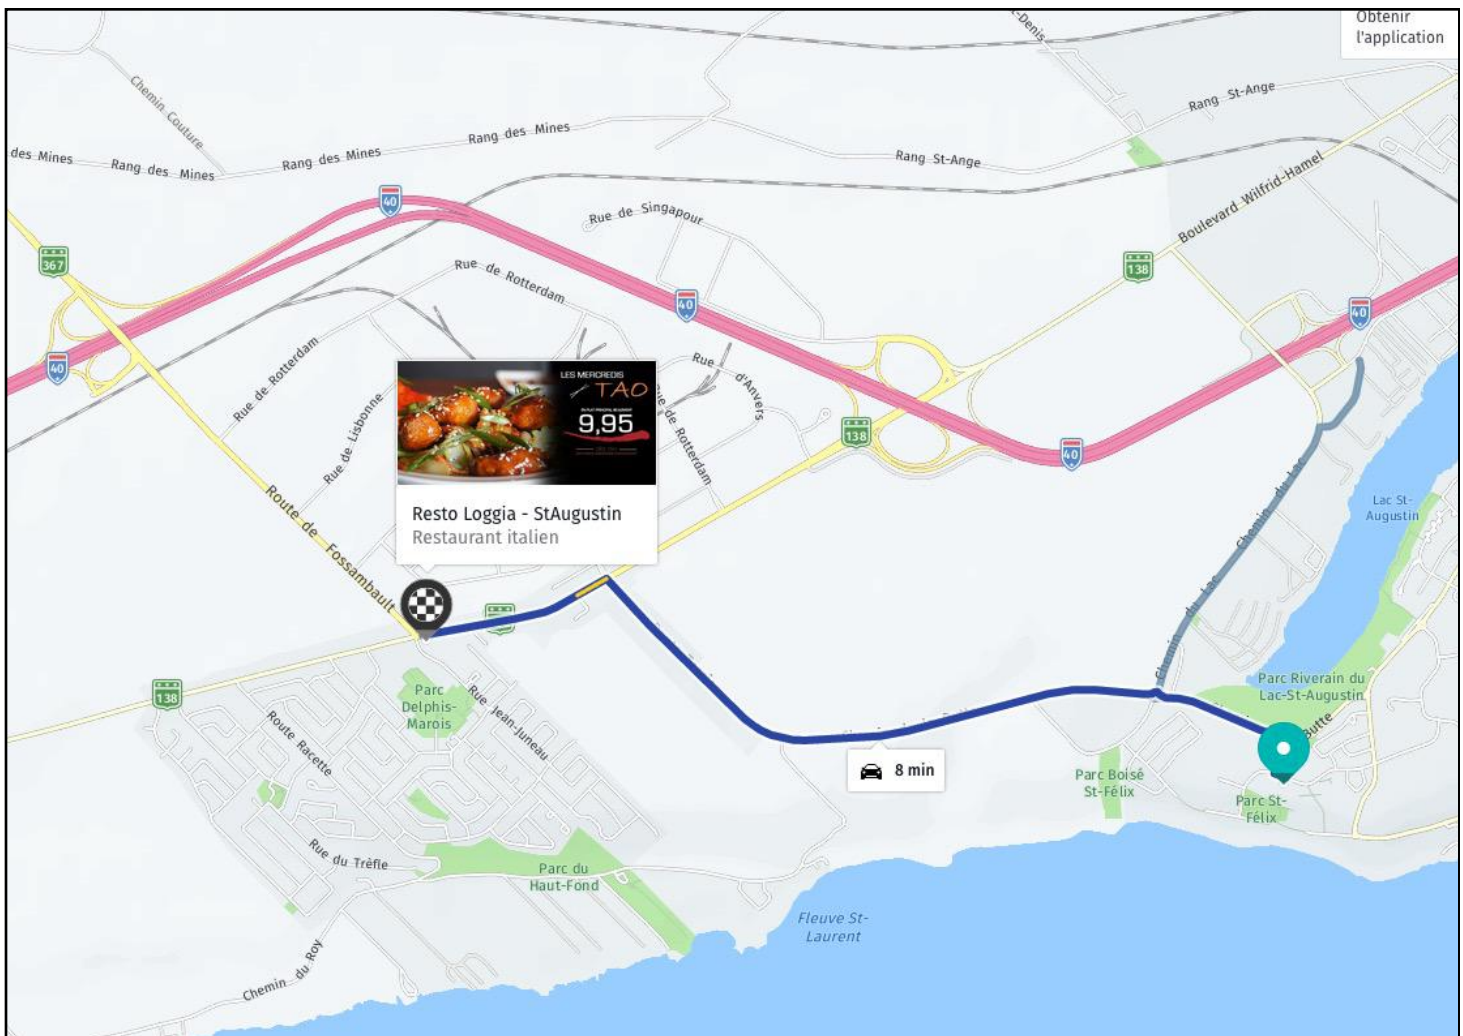 Obtenir
l'application
-Denis
Chemin Couture
Rang St-Ange
des Mines
Rang des Mines
Rang des Mines
Rang des Mines
Rang St-Ange
Boulevard Wilfrid-Hamel
40
Rue de Singapour
367
Rue de Rotterdam
138
40
40
40
Rue de Rotterdam
Rue d'Anvers
LES MERCREDIS
TAO
9,95
Rue de Lisbonne
Rue de Rotterdam
138
40
Route de Fossambault
Chemin du Lac
Lac St-
Augustin
Resto Loggia - StAugustin
Restaurant italien
Chemin du Lac
138
Parc
Delphis-
Marois
Rue Jean-Juneau
Route Racette
Parc Riverain du
Lac-St-Augustin
Butte
8 min
Parc Boisé
St-Félix
Parc St-
Félix
Rue du Trèfle
Parc du
Haut-Fond
Fleuve St-
Laurent
Chemin du Roy